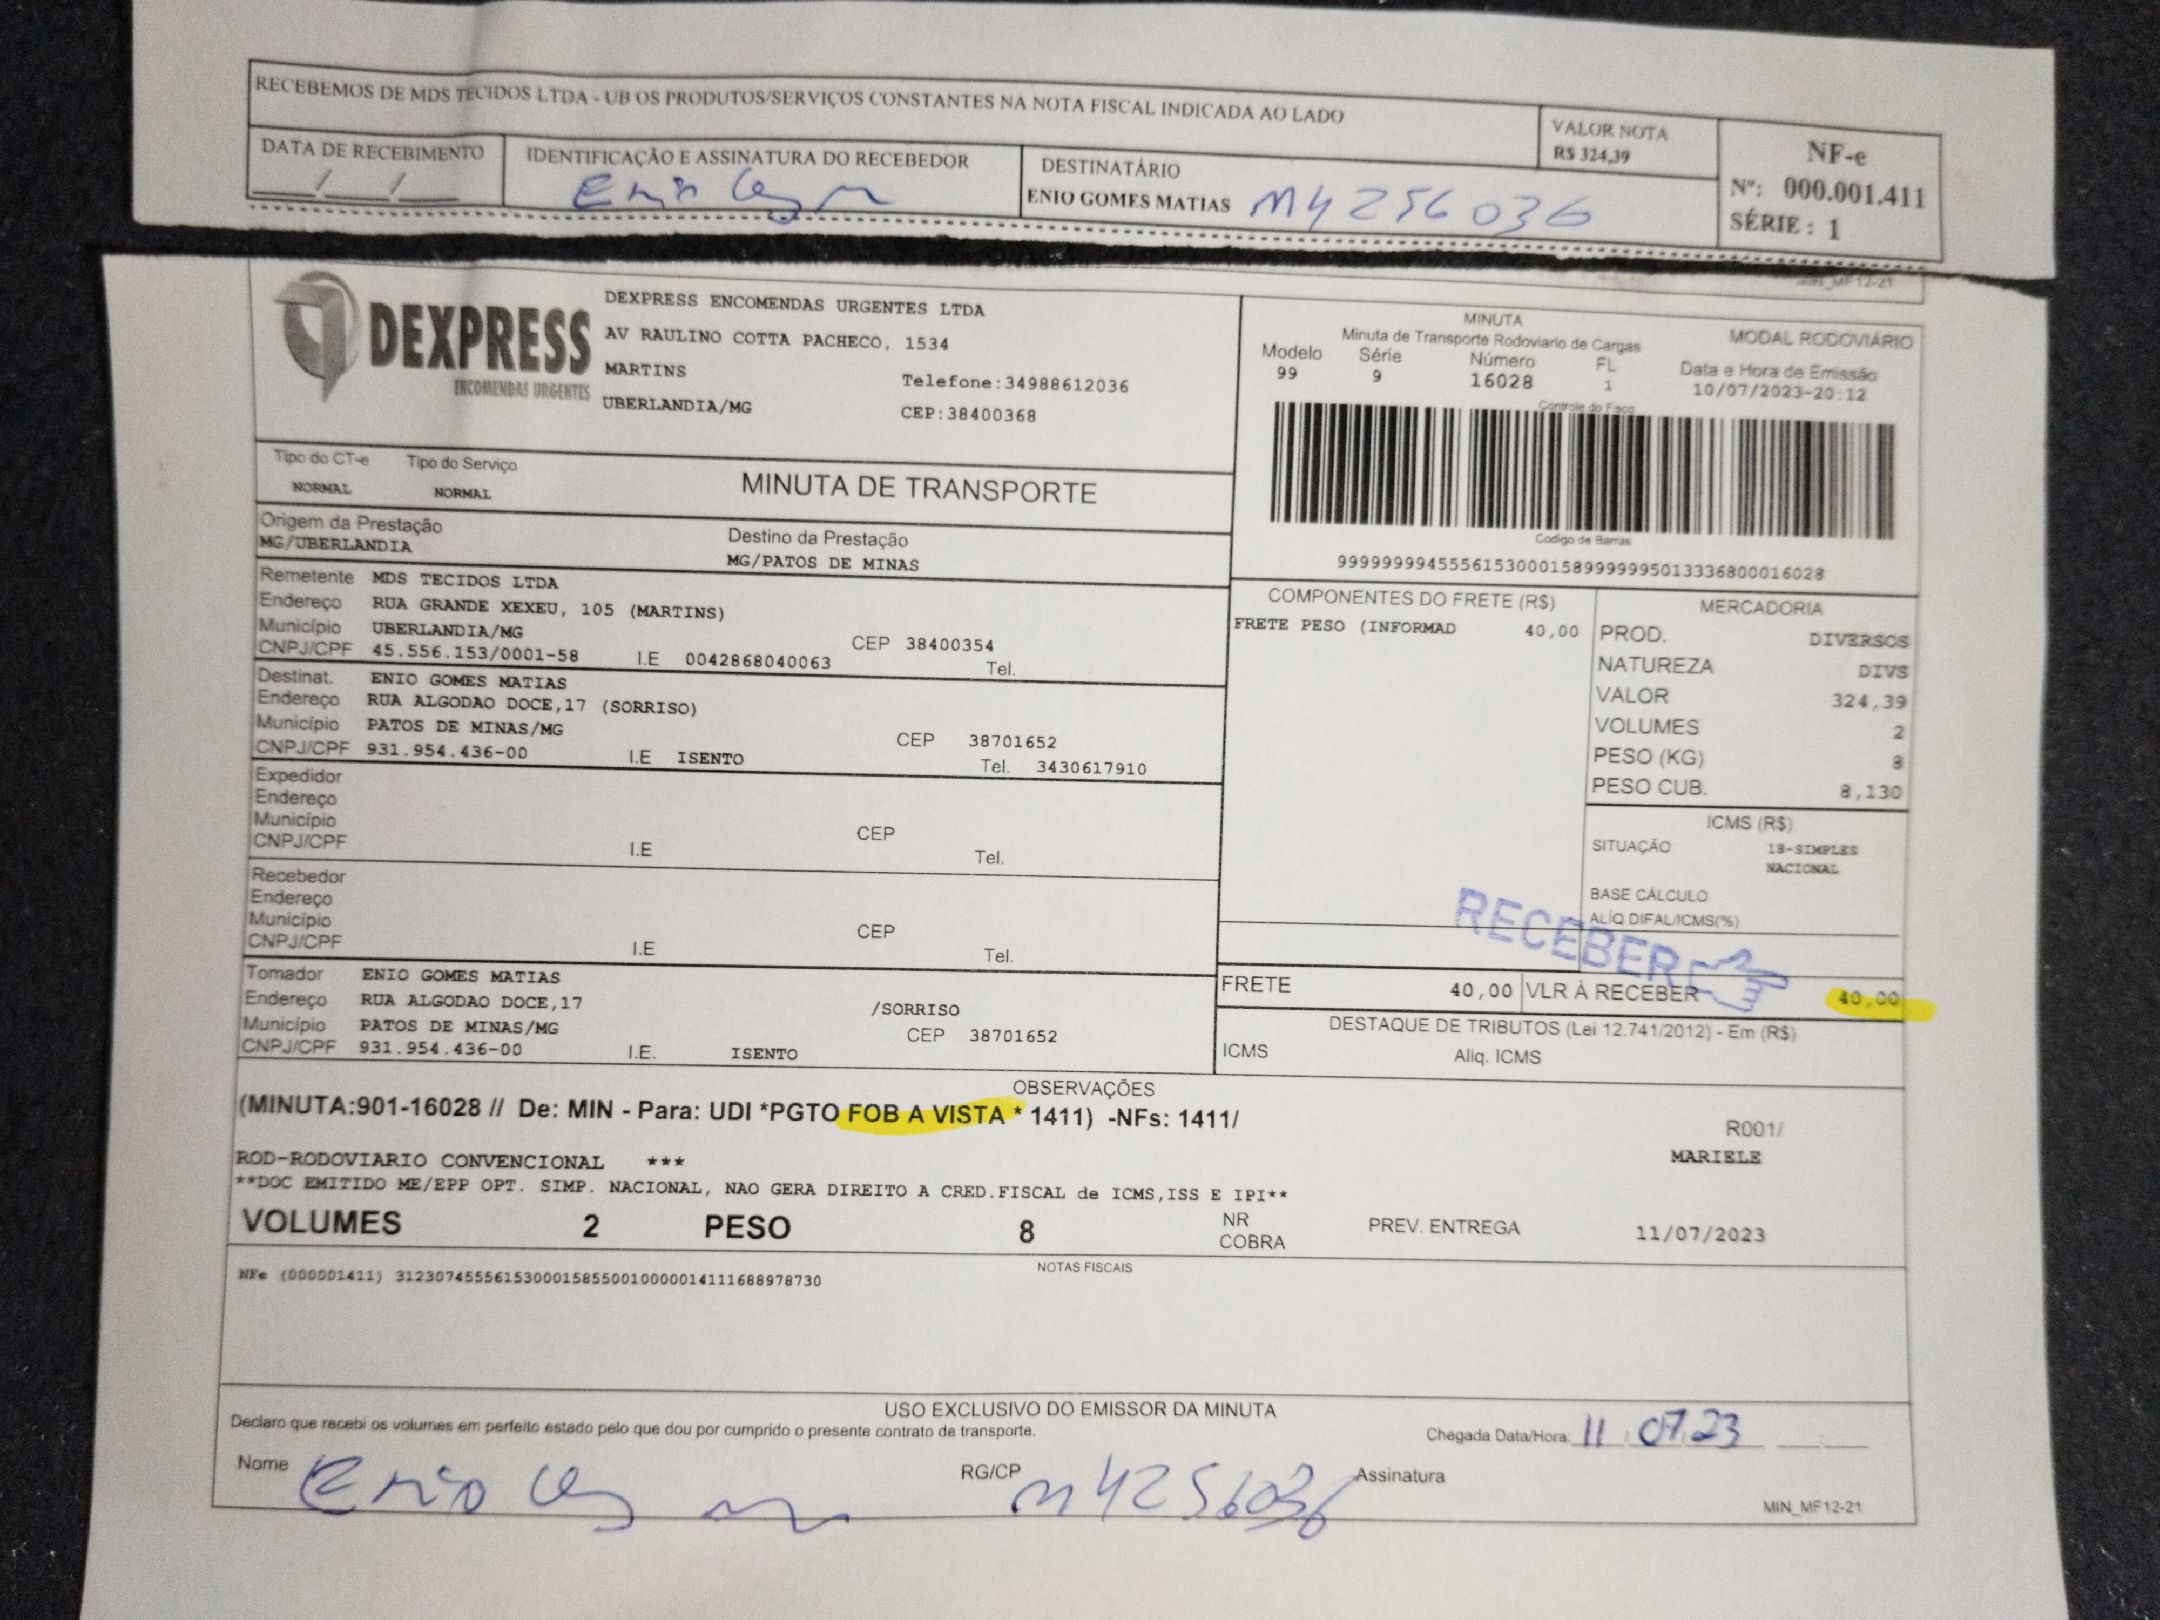 RECEBEMOS DE MDS TECIDOS LTDA - UB OS PRODUTOS/SERVIÇOS CONSTANTES NA NOTA FISCAL INDICADA AO LADO
VALOR NOTA
R$ 324,39
NF-e
Nº: 000.001.411
SÉRIE : 1
DATA DE RECEBIMENTO
__/__/__
IDENTIFICAÇÃO E ASSINATURA DO RECEBEDOR
Enio
DESTINATÁRIO
ENIO GOMES MATIAS M4256036
DEXPRESS
ENCOMENDAS URGENTES
DEXPRESS ENCOMENDAS URGENTES LTDA
AV RAULINO COTTA PACHECO, 1534
MARTINS
Telefone:34988612036
UBERLANDIA/MG
CEP:38400368
MINUTA
Minuta de Transporte Rodoviario de Cargas
MODAL RODOVIÁRIO
Modelo Série Número FL
99 9 16028 1
Data e Hora de Emissão
10/07/2023-20:12
Controle do Fisco
Codigo de Barras
99999999455561530001589999995013336800016028
Tipo do CT-e Tipo do Serviço
NORMAL NORMAL
MINUTA DE TRANSPORTE
Origem da Prestação
MG/UBERLANDIA
Destino da Prestação
MG/PATOS DE MINAS
Remetente MDS TECIDOS LTDA
Endereço RUA GRANDE XEXEU, 105 (MARTINS)
Município UBERLANDIA/MG CEP 38400354
CNPJ/CPF 45.556.153/0001-58 I.E 0042868040063 Tel.
Destinat. ENIO GOMES MATIAS
Endereço RUA ALGODAO DOCE,17 (SORRISO)
Município PATOS DE MINAS/MG CEP 38701652
CNPJ/CPF 931.954.436-00 I.E ISENTO Tel. 3430617910
Expedidor
Endereço
Município CEP
CNPJ/CPF I.E Tel.
Recebedor
Endereço
Município CEP
CNPJ/CPF I.E Tel.
Tomador ENIO GOMES MATIAS
Endereço RUA ALGODAO DOCE,17 /SORRISO
Município PATOS DE MINAS/MG CEP 38701652
CNPJ/CPF 931.954.436-00 I.E. ISENTO
COMPONENTES DO FRETE (R$)
FRETE PESO (INFORMAD 40,00
MERCADORIA
PROD. DIVERSOS
NATUREZA DIVS
VALOR 324,39
VOLUMES 2
PESO (KG) 8
PESO CUB. 8,130
ICMS (R$)
SITUAÇÃO 18-SIMPLES
NACIONAL
BASE CÁLCULO
ALÍQ DIFAL/ICMS(%)
RECEBER
FRETE 40,00 VLR À RECEBER 40,00
DESTAQUE DE TRIBUTOS (Lei 12.741/2012) - Em (R$)
ICMS Aliq. ICMS
OBSERVAÇÕES
(MINUTA:901-16028 // De: MIN - Para: UDI *PGTO FOB A VISTA * 1411) -NFs: 1411/
R001/
MARIELE
ROD-RODOVIARIO CONVENCIONAL ***
**DOC EMITIDO ME/EPP OPT. SIMP. NACIONAL, NAO GERA DIREITO A CRED.FISCAL de ICMS,ISS E IPI**
VOLUMES 2 PESO 8 NR
COBRA
PREV. ENTREGA 11/07/2023
NOTAS FISCAIS
NFe (000001411) 31230745556153000158550010000014111688978730
USO EXCLUSIVO DO EMISSOR DA MINUTA
Declaro que recebi os volumes em perfeito estado pelo que dou por cumprido o presente contrato de transporte.
Chegada Data/Hora: 11 07 23
Nome Enio
RG/CP M4256036
Assinatura
MIN_MF12-21